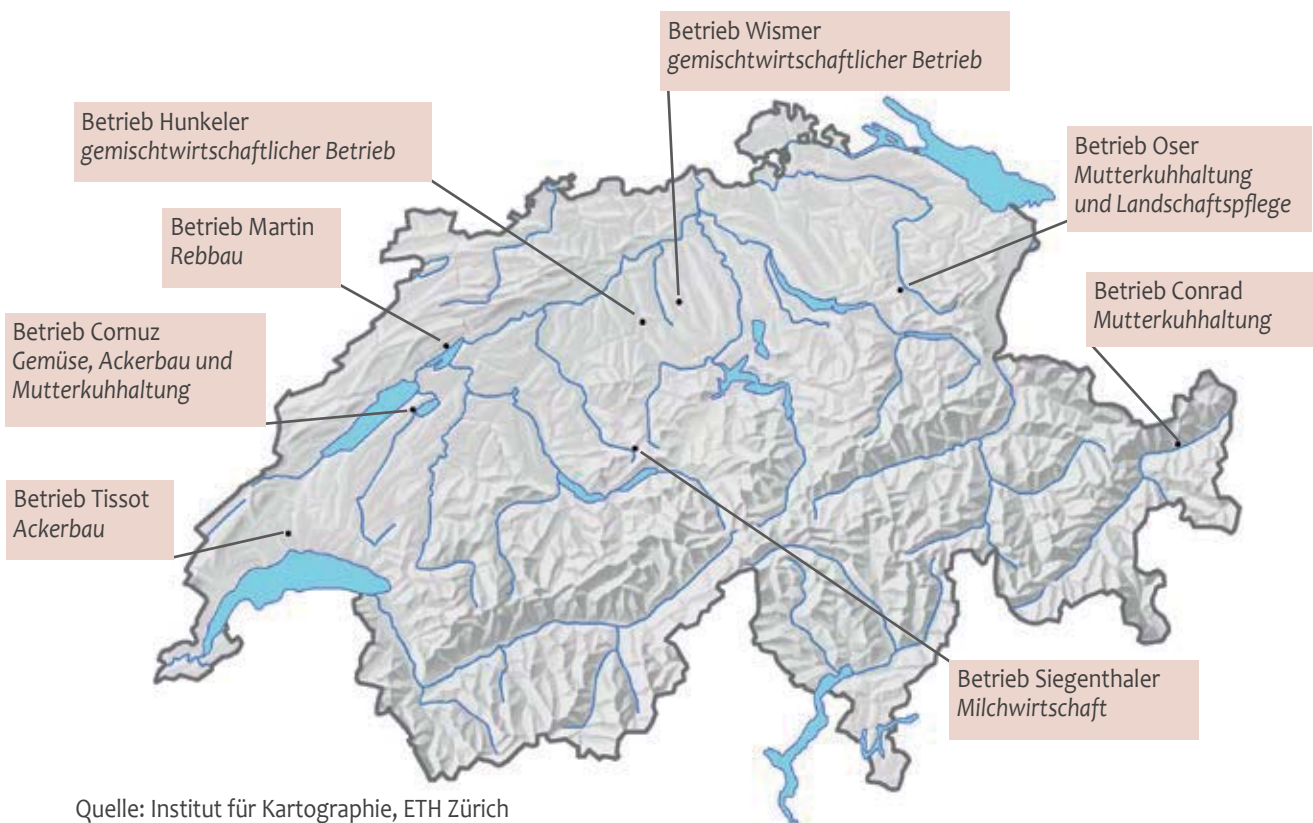 Betrieb Wismer
gemischtwirtschaftlicher Betrieb
Betrieb Hunkeler
gemischtwirtschaftlicher Betrieb
Betrieb Oser
Mutterkuhhaltung
und Landschaftspflege
Betrieb Martin
Rebbau
Betrieb Conrad
Mutterkuhhaltung
Betrieb Cornuz
Gemüse, Ackerbau und
Mutterkuhhaltung
Betrieb Tissot
Ackerbau
Betrieb Siegenthaler
Milchwirtschaft
Quelle: Institut für Kartographie, ETH Zürich